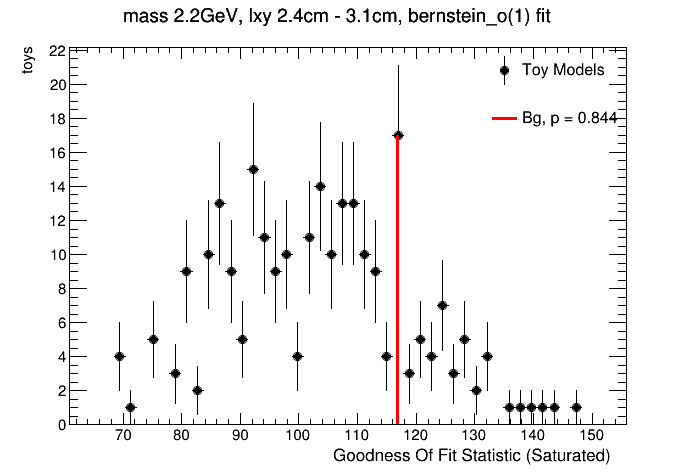 mass 2.2GeV, lxy 2.4cm - 3.1cm, bernstein_o(1) fit
toys
22
20
18
16
14
12
10
8
6
4
2
0
Toy Models
Bg, p = 0.844
70 80 90 100 110 120 130 140 150
Goodness Of Fit Statistic (Saturated)